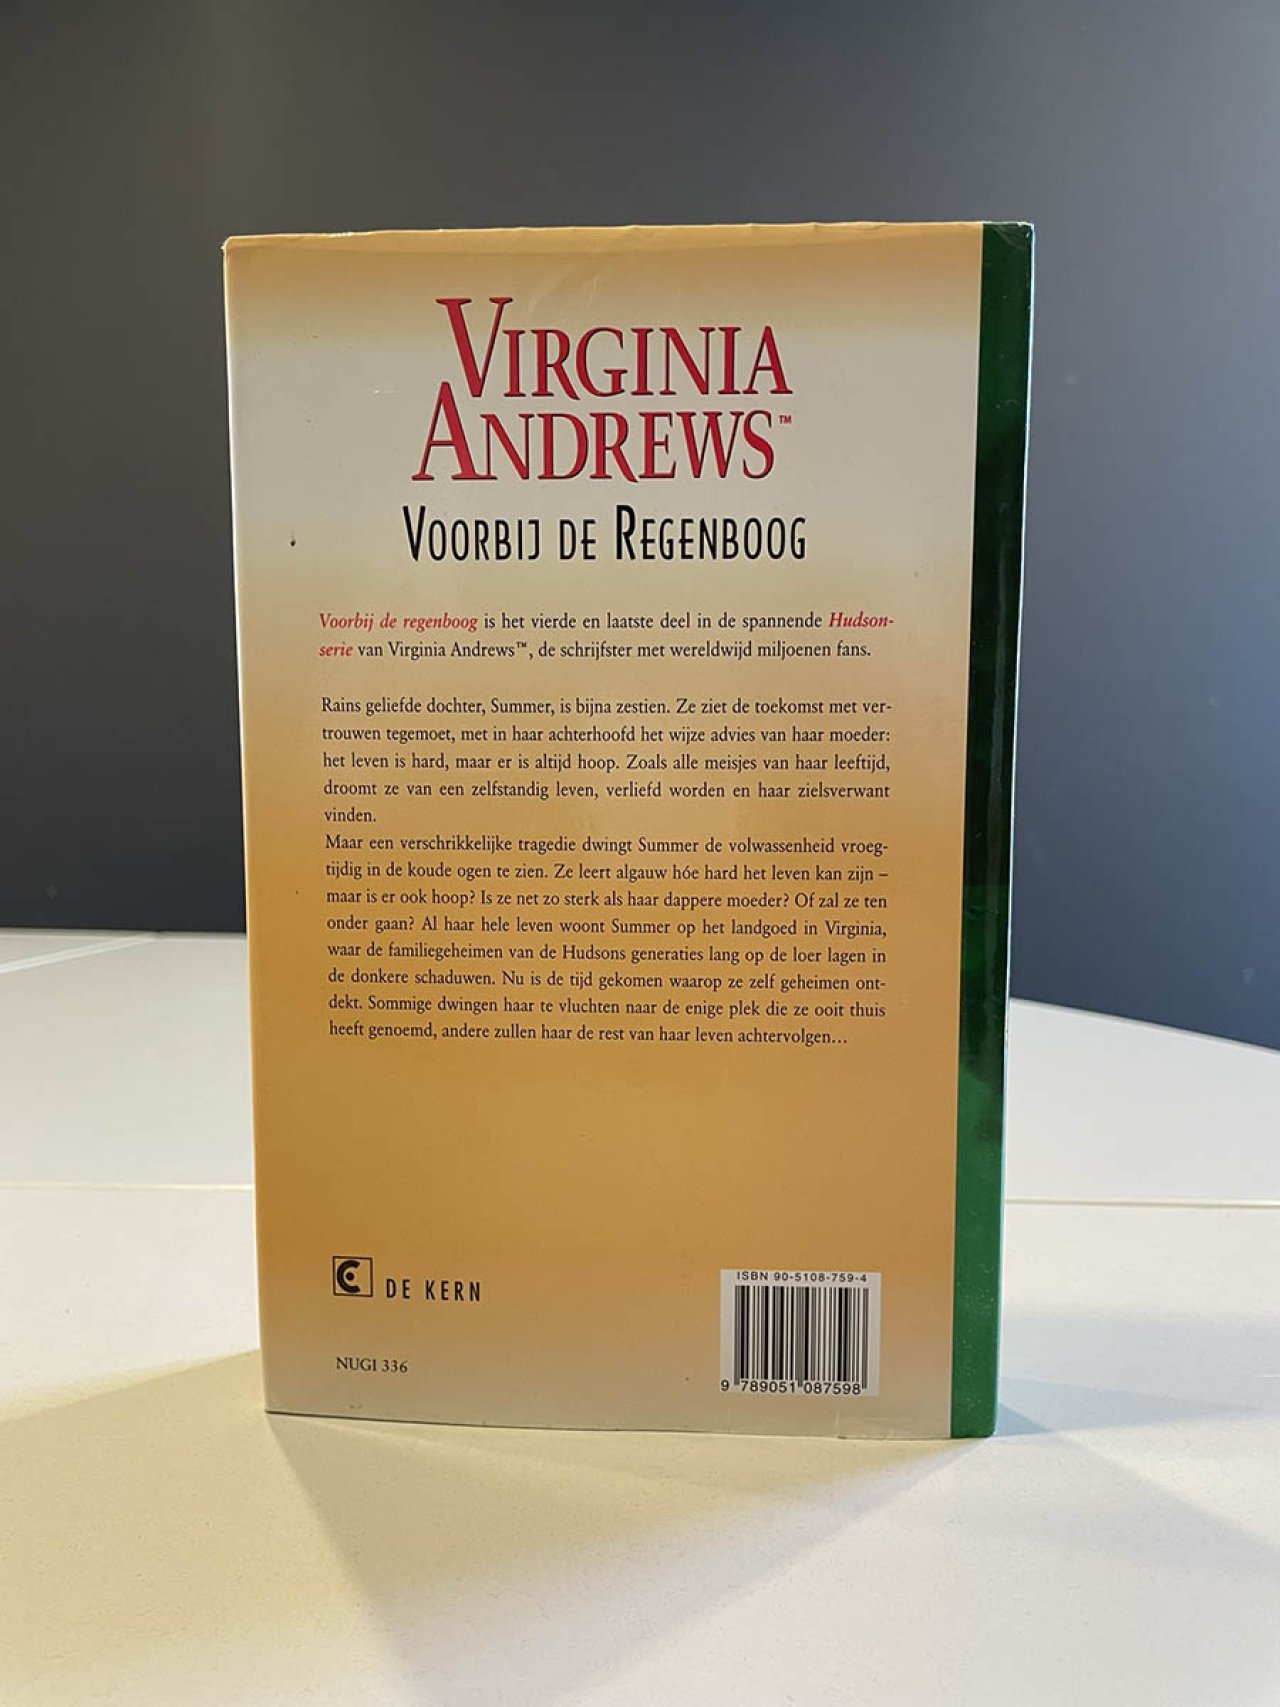 VIRGINIA
ANDREWS™
VOORBIJ DE REGENBOOG
Voorbij de regenboog is het vierde en laatste deel in de spannende Hudson-
serie van Virginia Andrews™, de schrijfster met wereldwijd miljoenen fans.
Rains geliefde dochter, Summer, is bijna zestien. Ze ziet de toekomst met ver-
trouwen tegemoet, met in haar achterhoofd het wijze advies van haar moeder:
het leven is hard, maar er is altijd hoop. Zoals alle meisjes van haar leeftijd,
droomt ze van een zelfstandig leven, verliefd worden en haar zielsverwant
vinden.
Maar een verschrikkelijke tragedie dwingt Summer de volwassenheid vroeg-
tijdig in de koude ogen te zien. Ze leert algauw hóe hard het leven kan zijn –
maar is er ook hoop? Is ze net zo sterk als haar dappere moeder? Of zal ze ten
onder gaan? Al haar hele leven woont Summer op het landgoed in Virginia,
waar de familiegeheimen van de Hudsons generaties lang op de loer lagen in
de donkere schaduwen. Nu is de tijd gekomen waarop ze zelf geheimen ont-
dekt. Sommige dwingen haar te vluchten naar de enige plek die ze ooit thuis
heeft genoemd, andere zullen haar de rest van haar leven achtervolgen...
DE KERN
NUGI 336
ISBN 90-5108-759-4
9 789051 087598